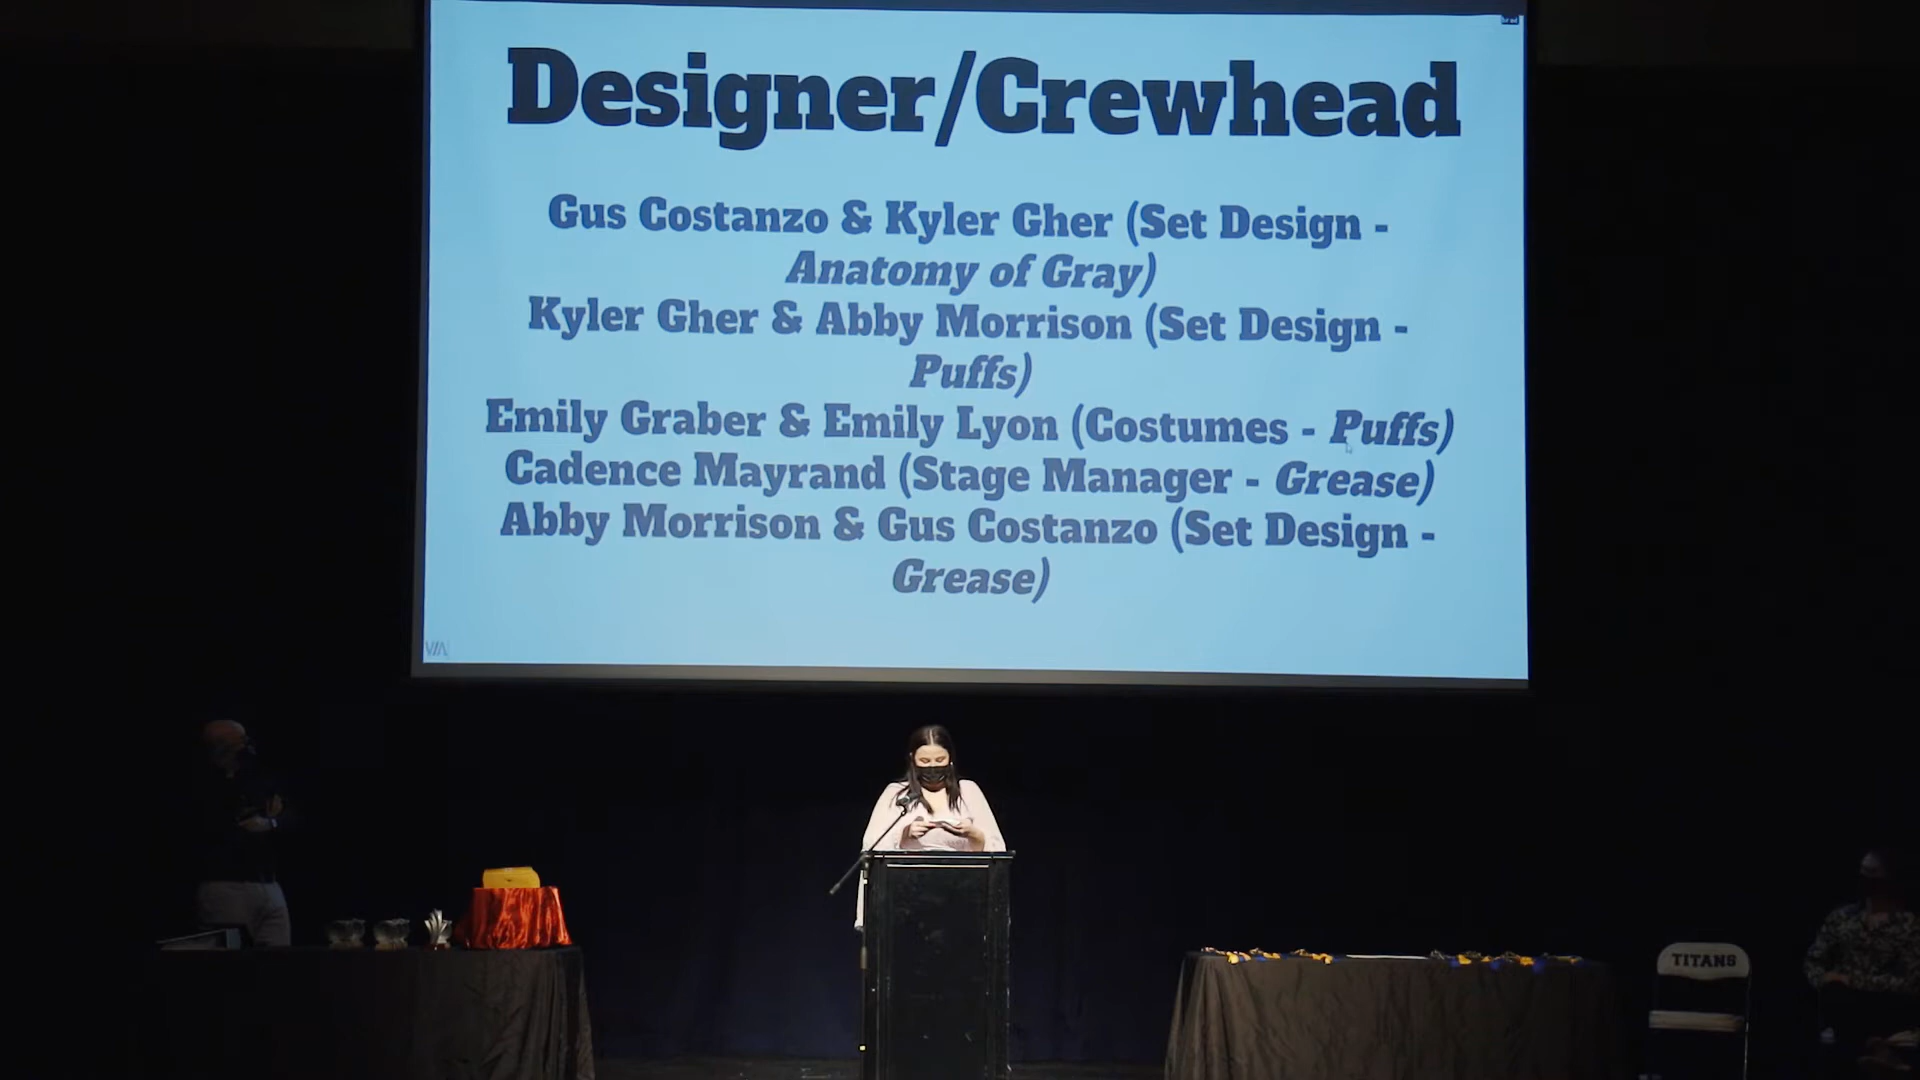 Designer/Crewhead
Gus Costanzo & Kyler Gher (Set Design -
Anatomy of Gray)
Kyler Gher & Abby Morrison (Set Design -
Puffs)
Emily Graber & Emily Lyon (Costumes - Puffs)
Cadence Mayrand (Stage Manager - Grease)
Abby Morrison & Gus Costanzo (Set Design -
Grease)
TITANS